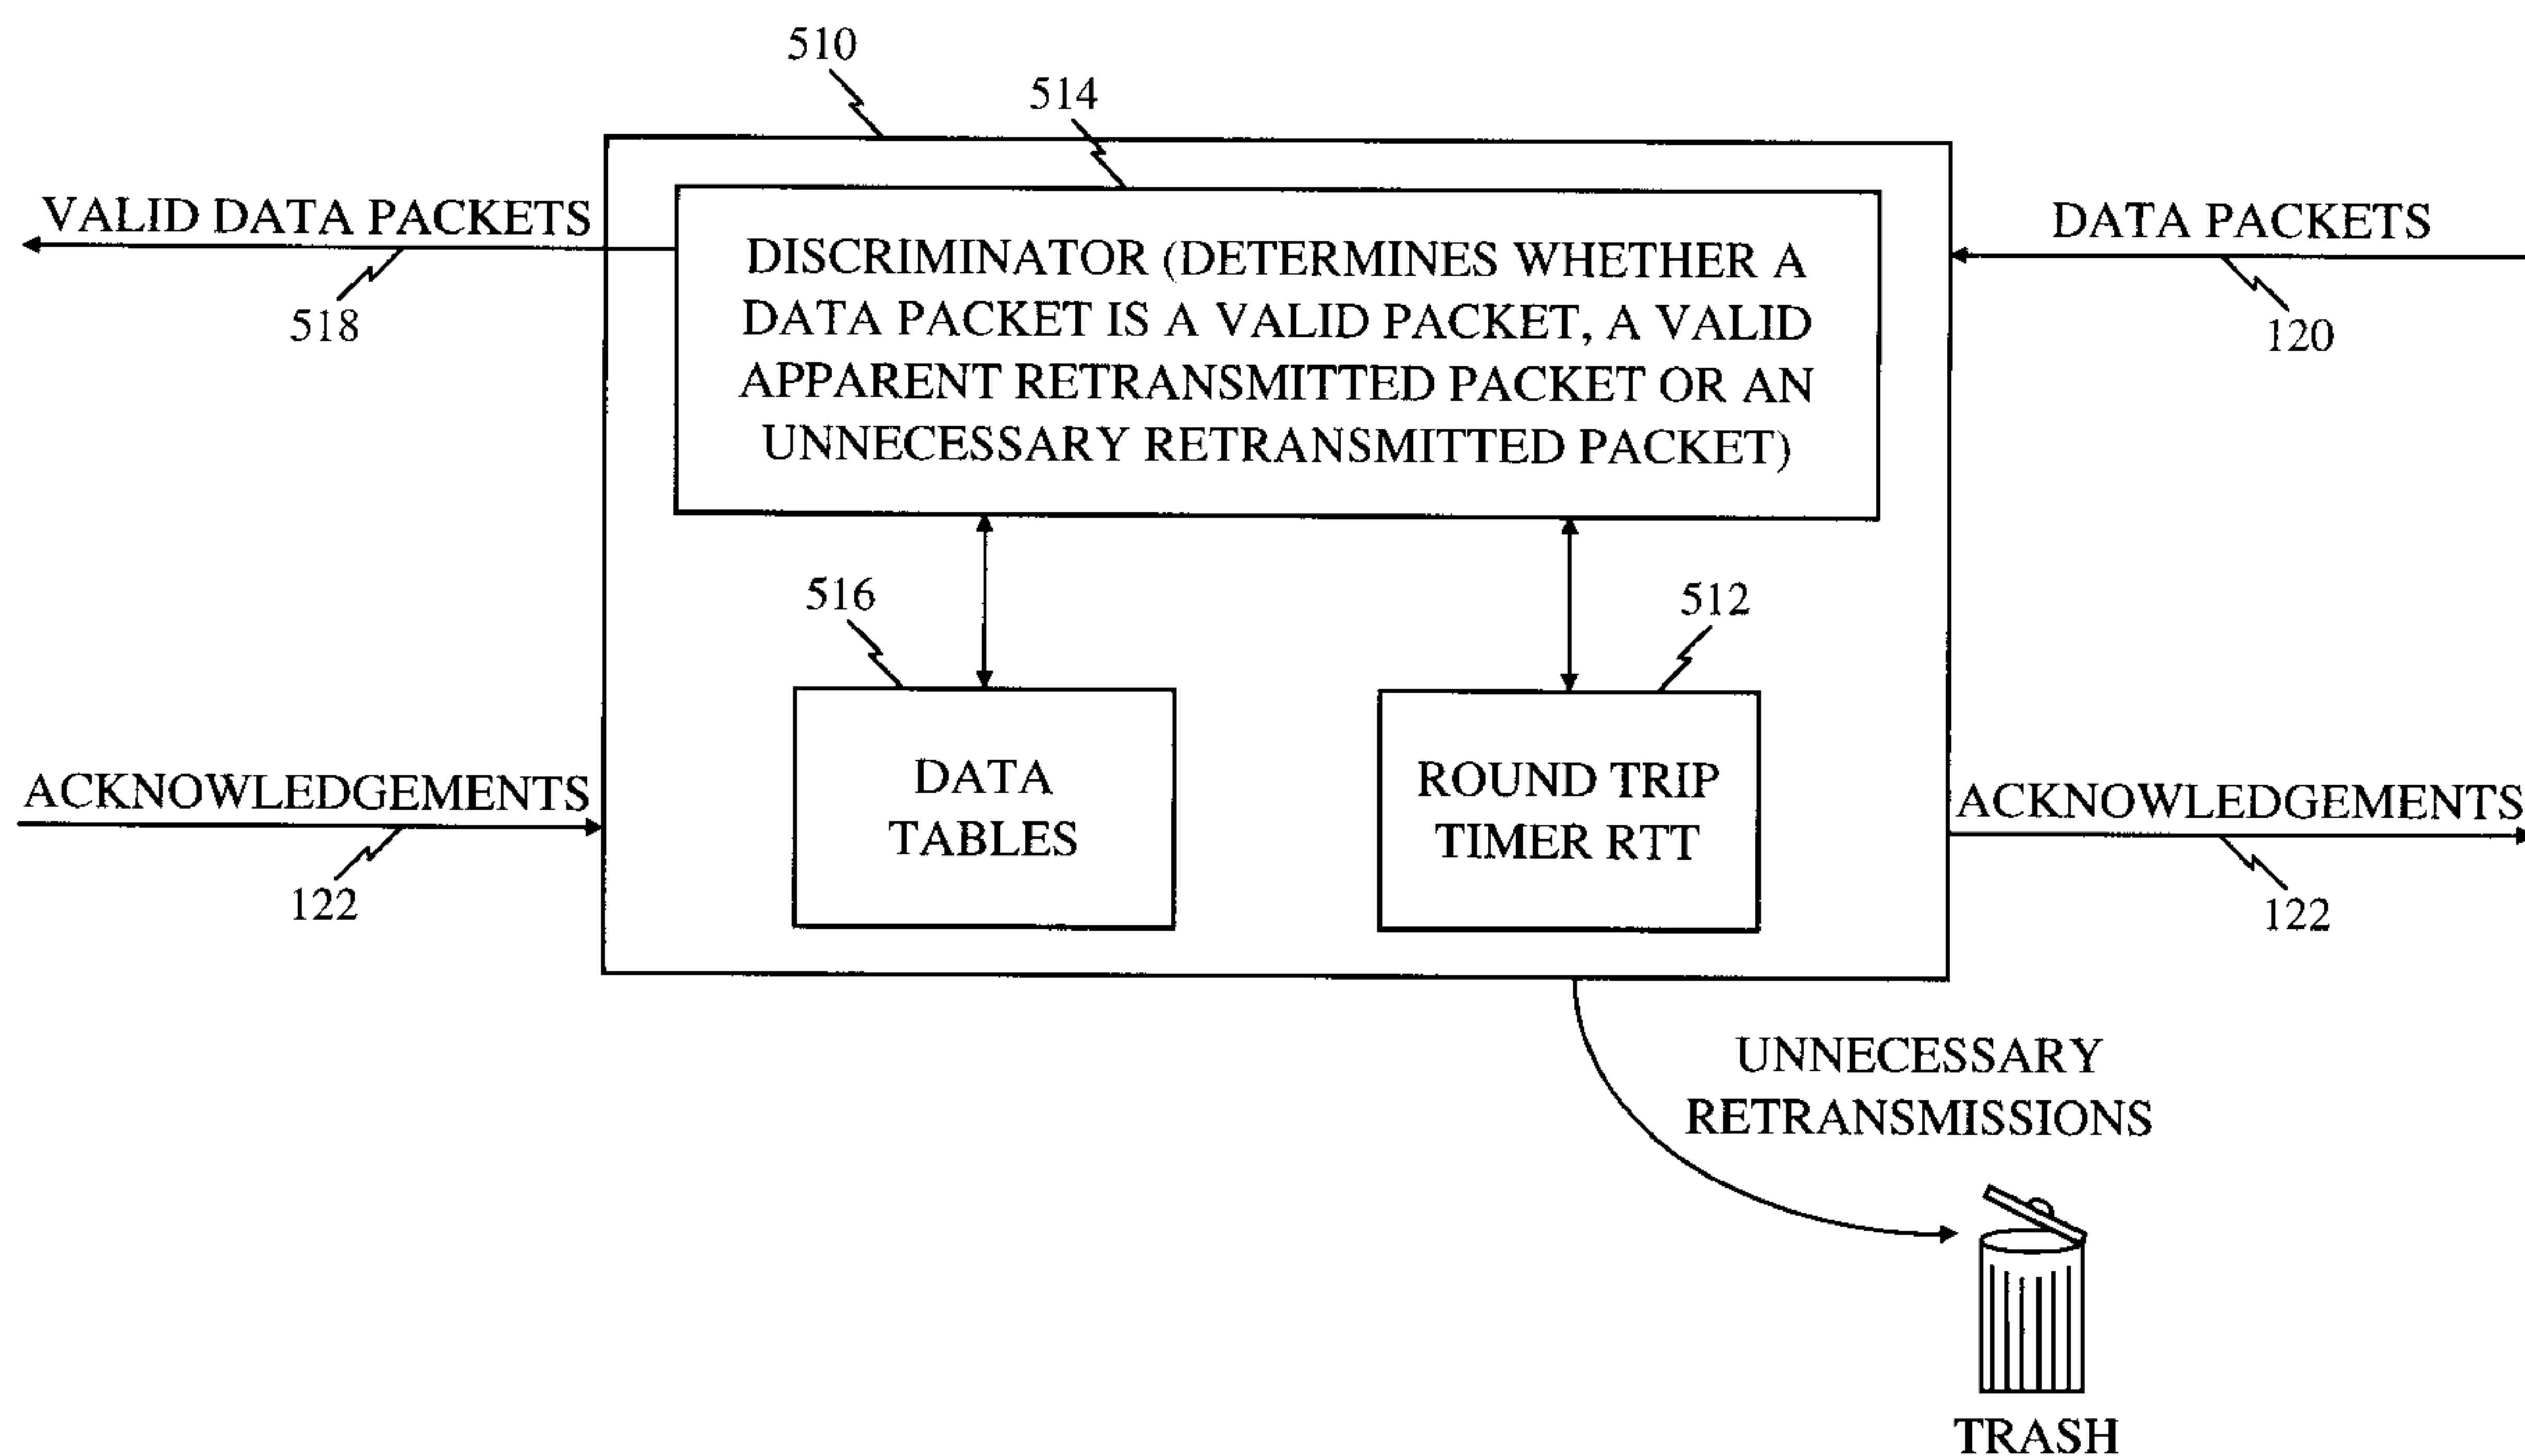 510
514
VALID DATA PACKETS
518
DISCRIMINATOR (DETERMINES WHETHER A
DATA PACKET IS A VALID PACKET, A VALID
APPARENT RETRANSMITTED PACKET OR AN
UNNECESSARY RETRANSMITTED PACKET)
DATA PACKETS
120
516
512
ACKNOWLEDGEMENTS
122
DATA
TABLES
ROUND TRIP
TIMER RTT
ACKNOWLEDGEMENTS
122
UNNECESSARY
RETRANSMISSIONS
TRASH